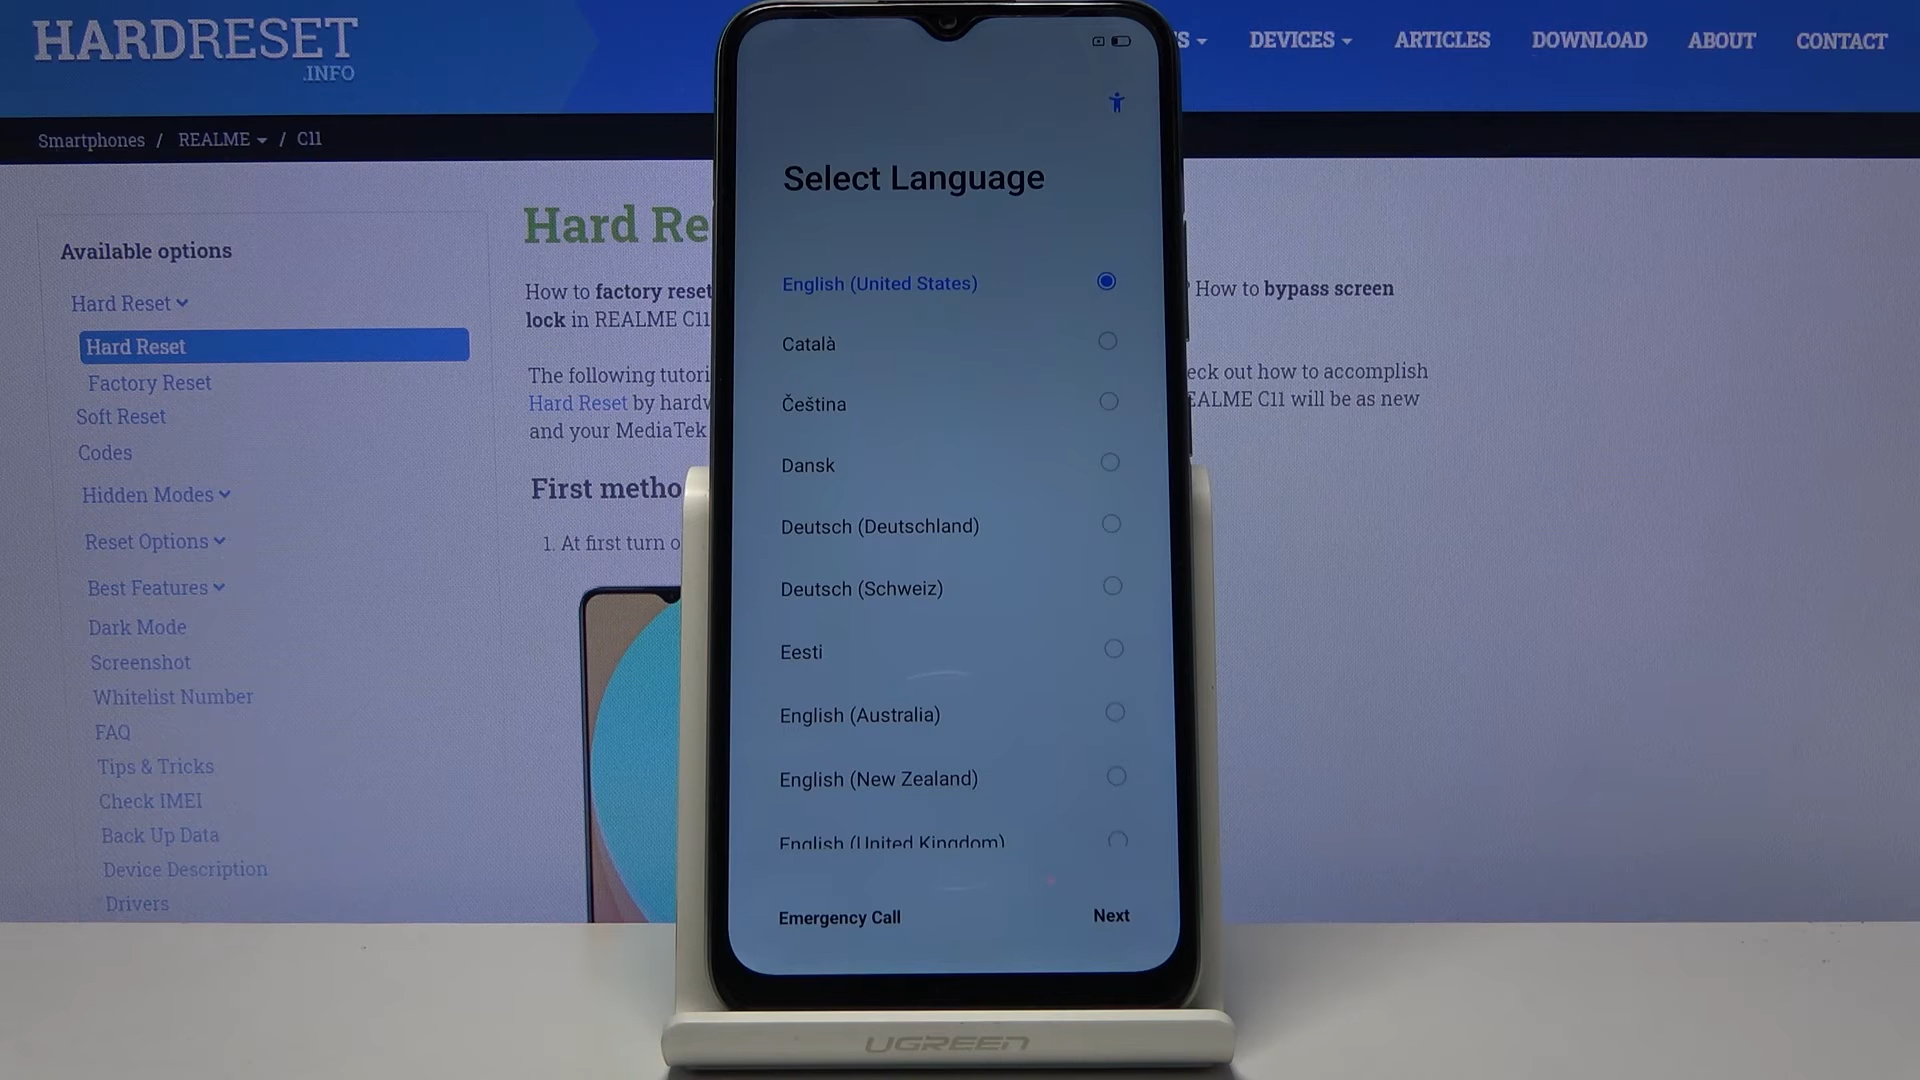 HARDRESET
.INFO
S
DEVICES
ARTICLES
DOWNLOAD
ABOUT
CONTACT
Smartphones / REALME / C11
Available options
Hard Reset
Hard Reset
Factory Reset
Soft Reset
Codes
Hidden Modes
Reset Options
Best Features
Dark Mode
Screenshot
Whitelist Number
FAQ
Tips & Tricks
Check IMEI
Back Up Data
Device Description
Drivers
Hard Re
How to factory reset
? How to bypass screen
lock in REALME C11
The following tutori
eck out how to accomplish
Hard Reset by hardw
EALME C11 will be as new
and your MediaTek
First metho
1. At first turn o
Select Language
English (United States)
Català
Čeština
Dansk
Deutsch (Deutschland)
Deutsch (Schweiz)
Eesti
English (Australia)
English (New Zealand)
English (United Kingdom)
Emergency Call
Next
UGREEN